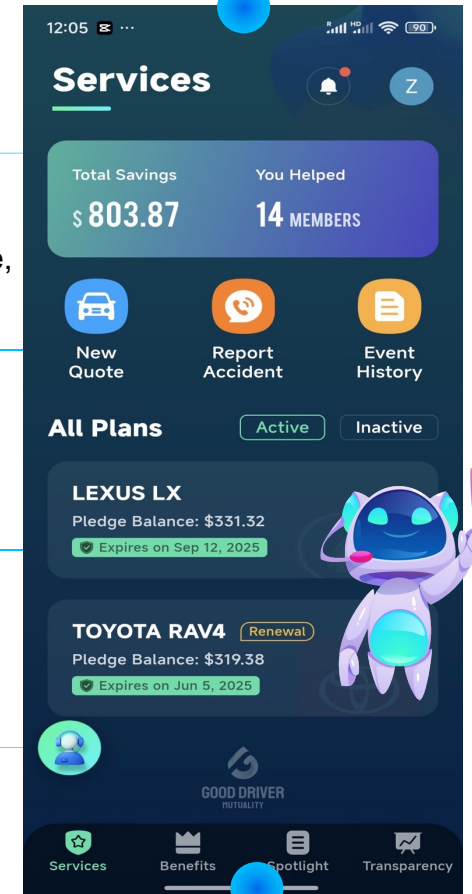 12:05
90
Services
Z
Total Savings
You Helped
$ 803.87
14 MEMBERS
e,
New
Quote
Report
Accident
Event
History
All Plans
Active
Inactive
LEXUS LX
Pledge Balance: $331.32
Expires on Sep 12, 2025
TOYOTA RAV4
Renewal
Pledge Balance: $319.38
Expires on Jun 5, 2025
GOOD DRIVER
MUTUALITY
Services
Benefits
Spotlight
Transparency